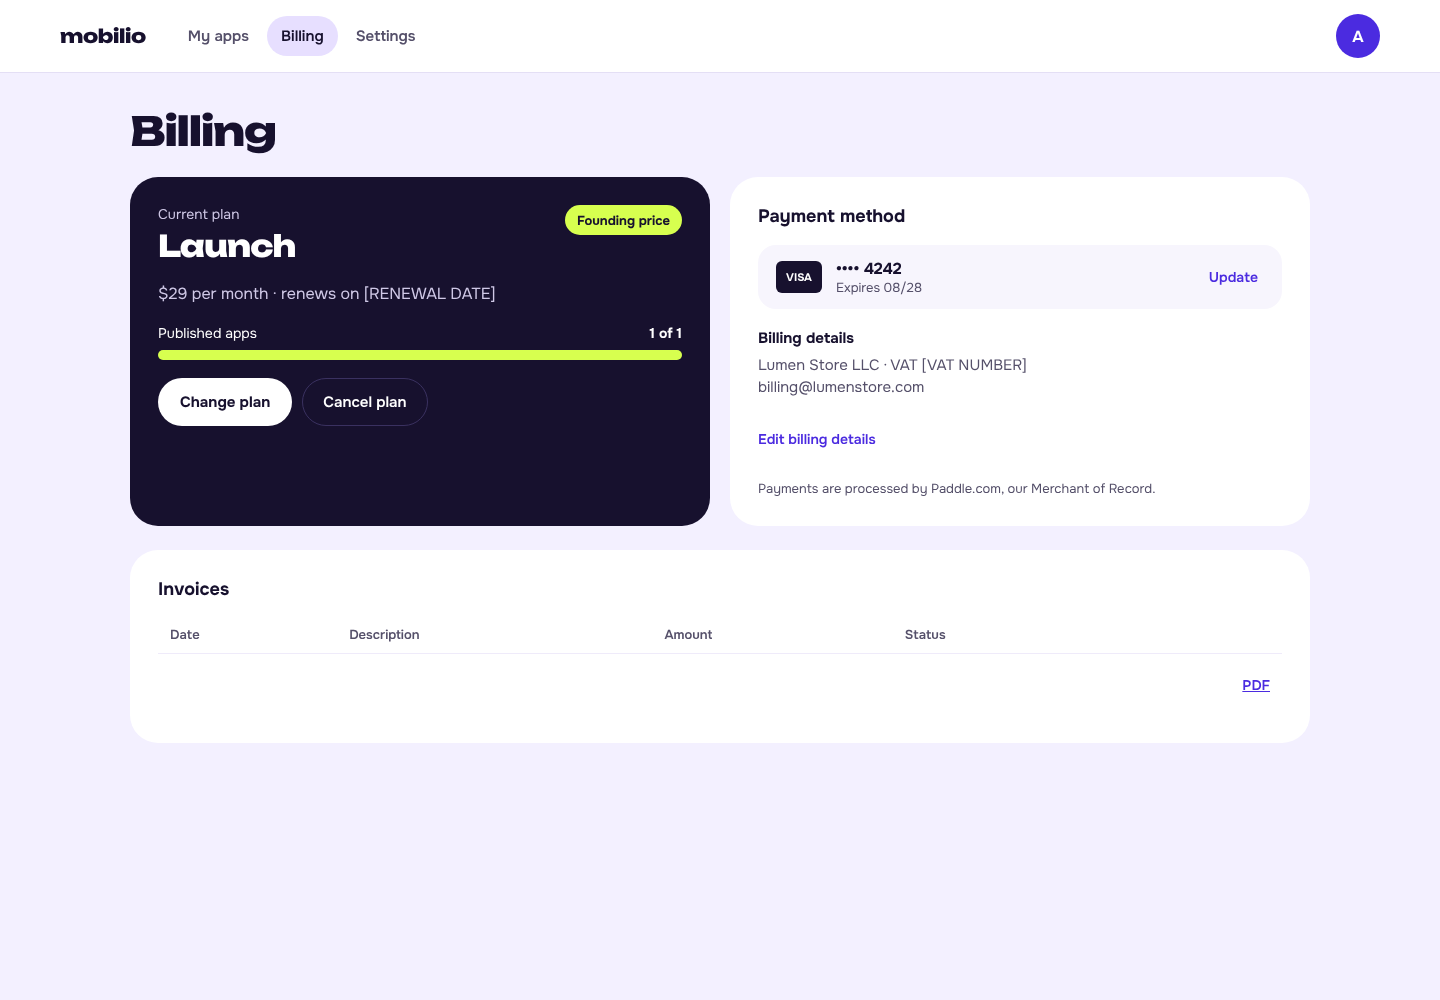 mobilio
My apps
Billing
Settings
A
Billing
Current plan
Founding price
Launch
$29 per month · renews on [RENEWAL DATE]
Published apps
1 of 1
Change plan
Cancel plan
Payment method
VISA
•••• 4242
Expires 08/28
Update
Billing details
Lumen Store LLC · VAT [VAT NUMBER]
billing@lumenstore.com
Edit billing details
Payments are processed by Paddle.com, our Merchant of Record.
Invoices
Date
Description
Amount
Status
PDF